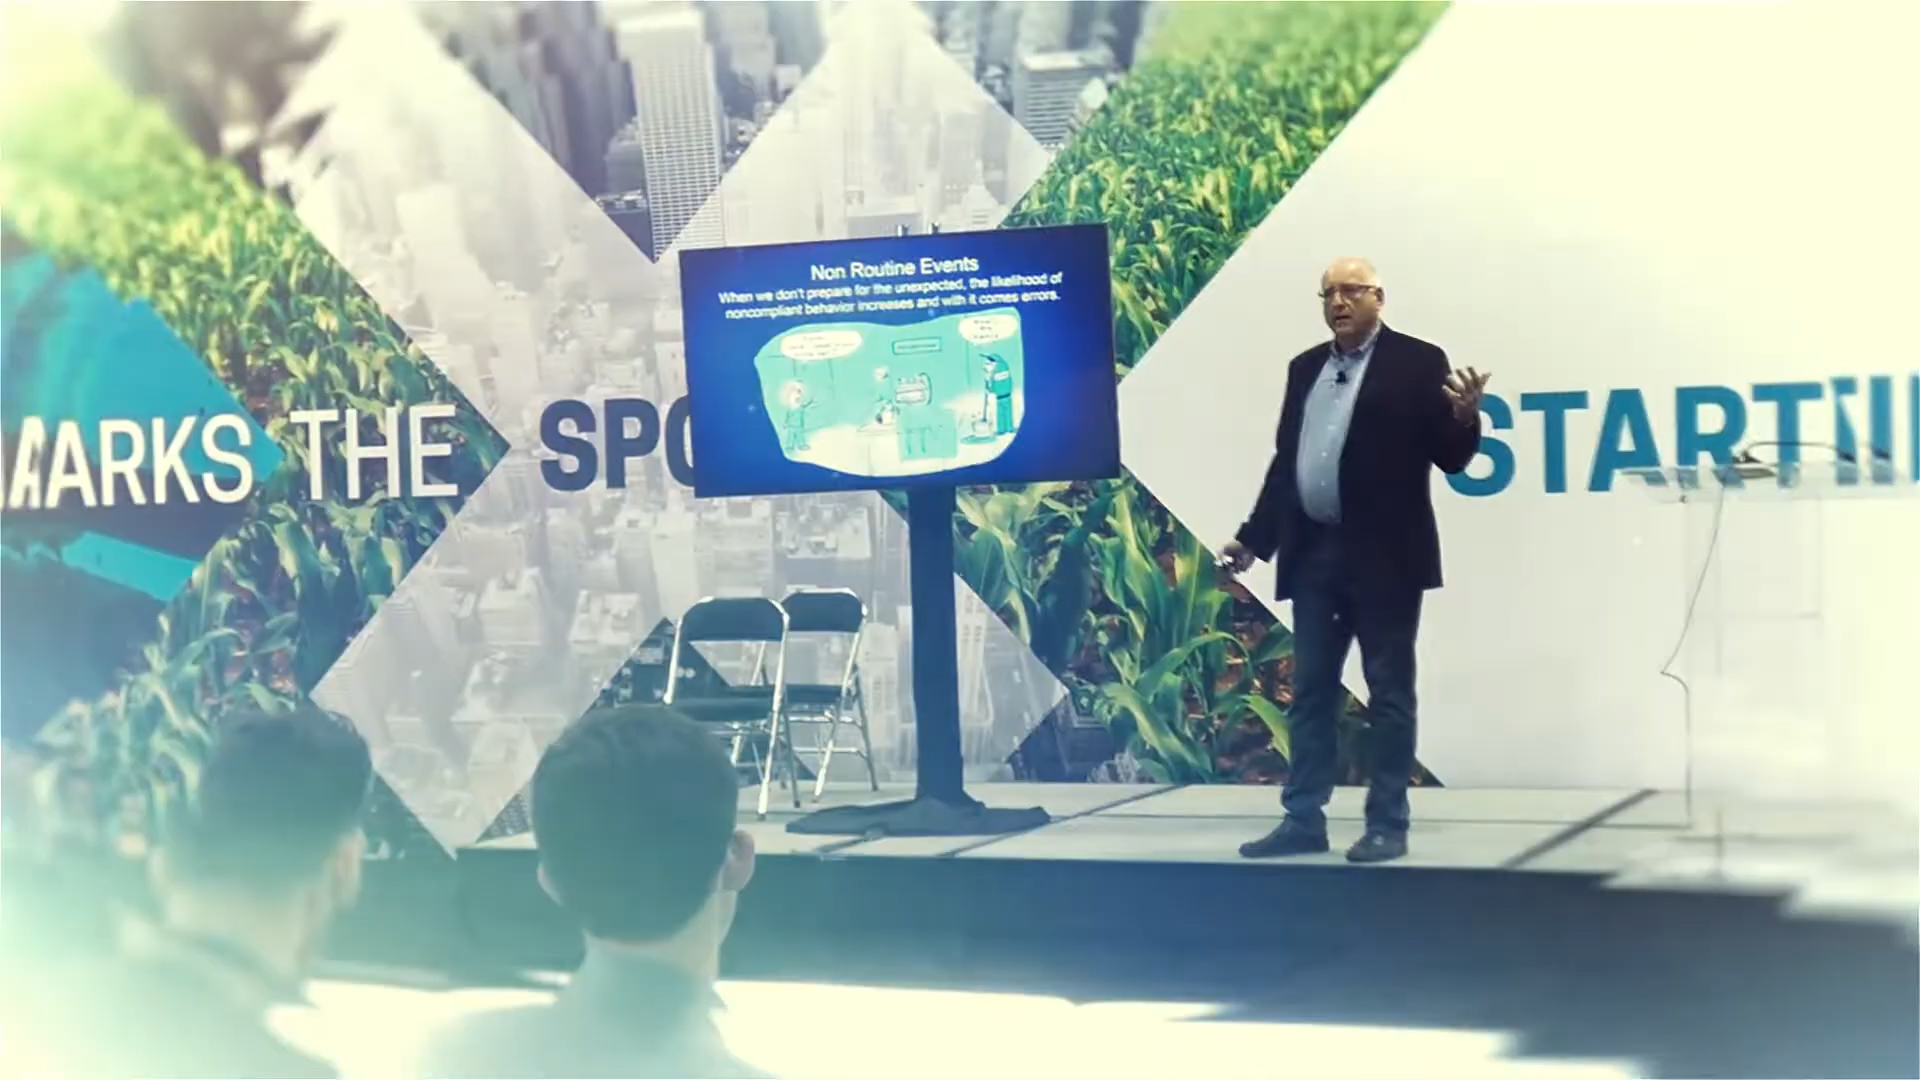 MARKS THE SPO
STARTI
Non Routine Events
When we don't prepare for the unexpected, the likelihood of
noncompliant behavior increases and with it comes errors.